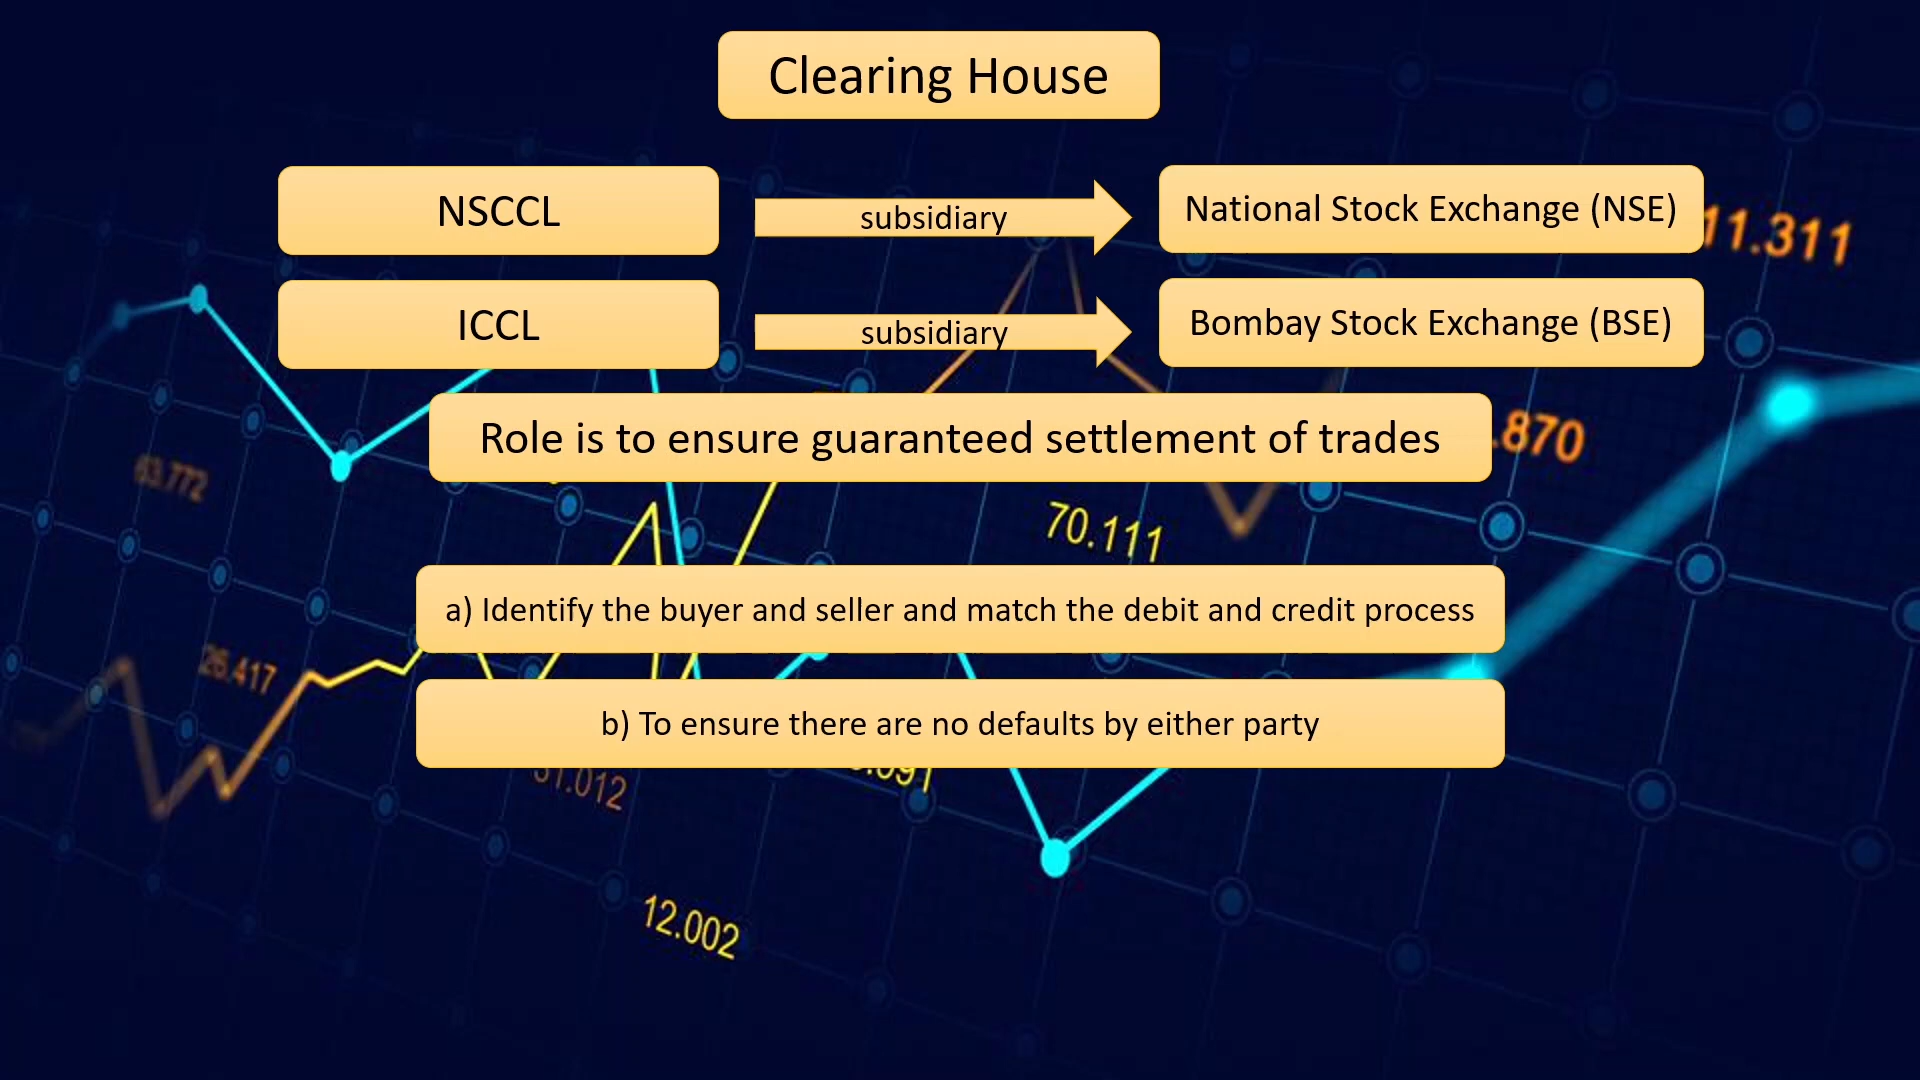 Clearing House
NSCCL
subsidiary
National Stock Exchange (NSE)
11.311
ICCL
subsidiary
Bombay Stock Exchange (BSE)
Role is to ensure guaranteed settlement of trades
.870
63.772
70.111
a) Identify the buyer and seller and match the debit and credit process
26.417
b) To ensure there are no defaults by either party
31.012
12.002